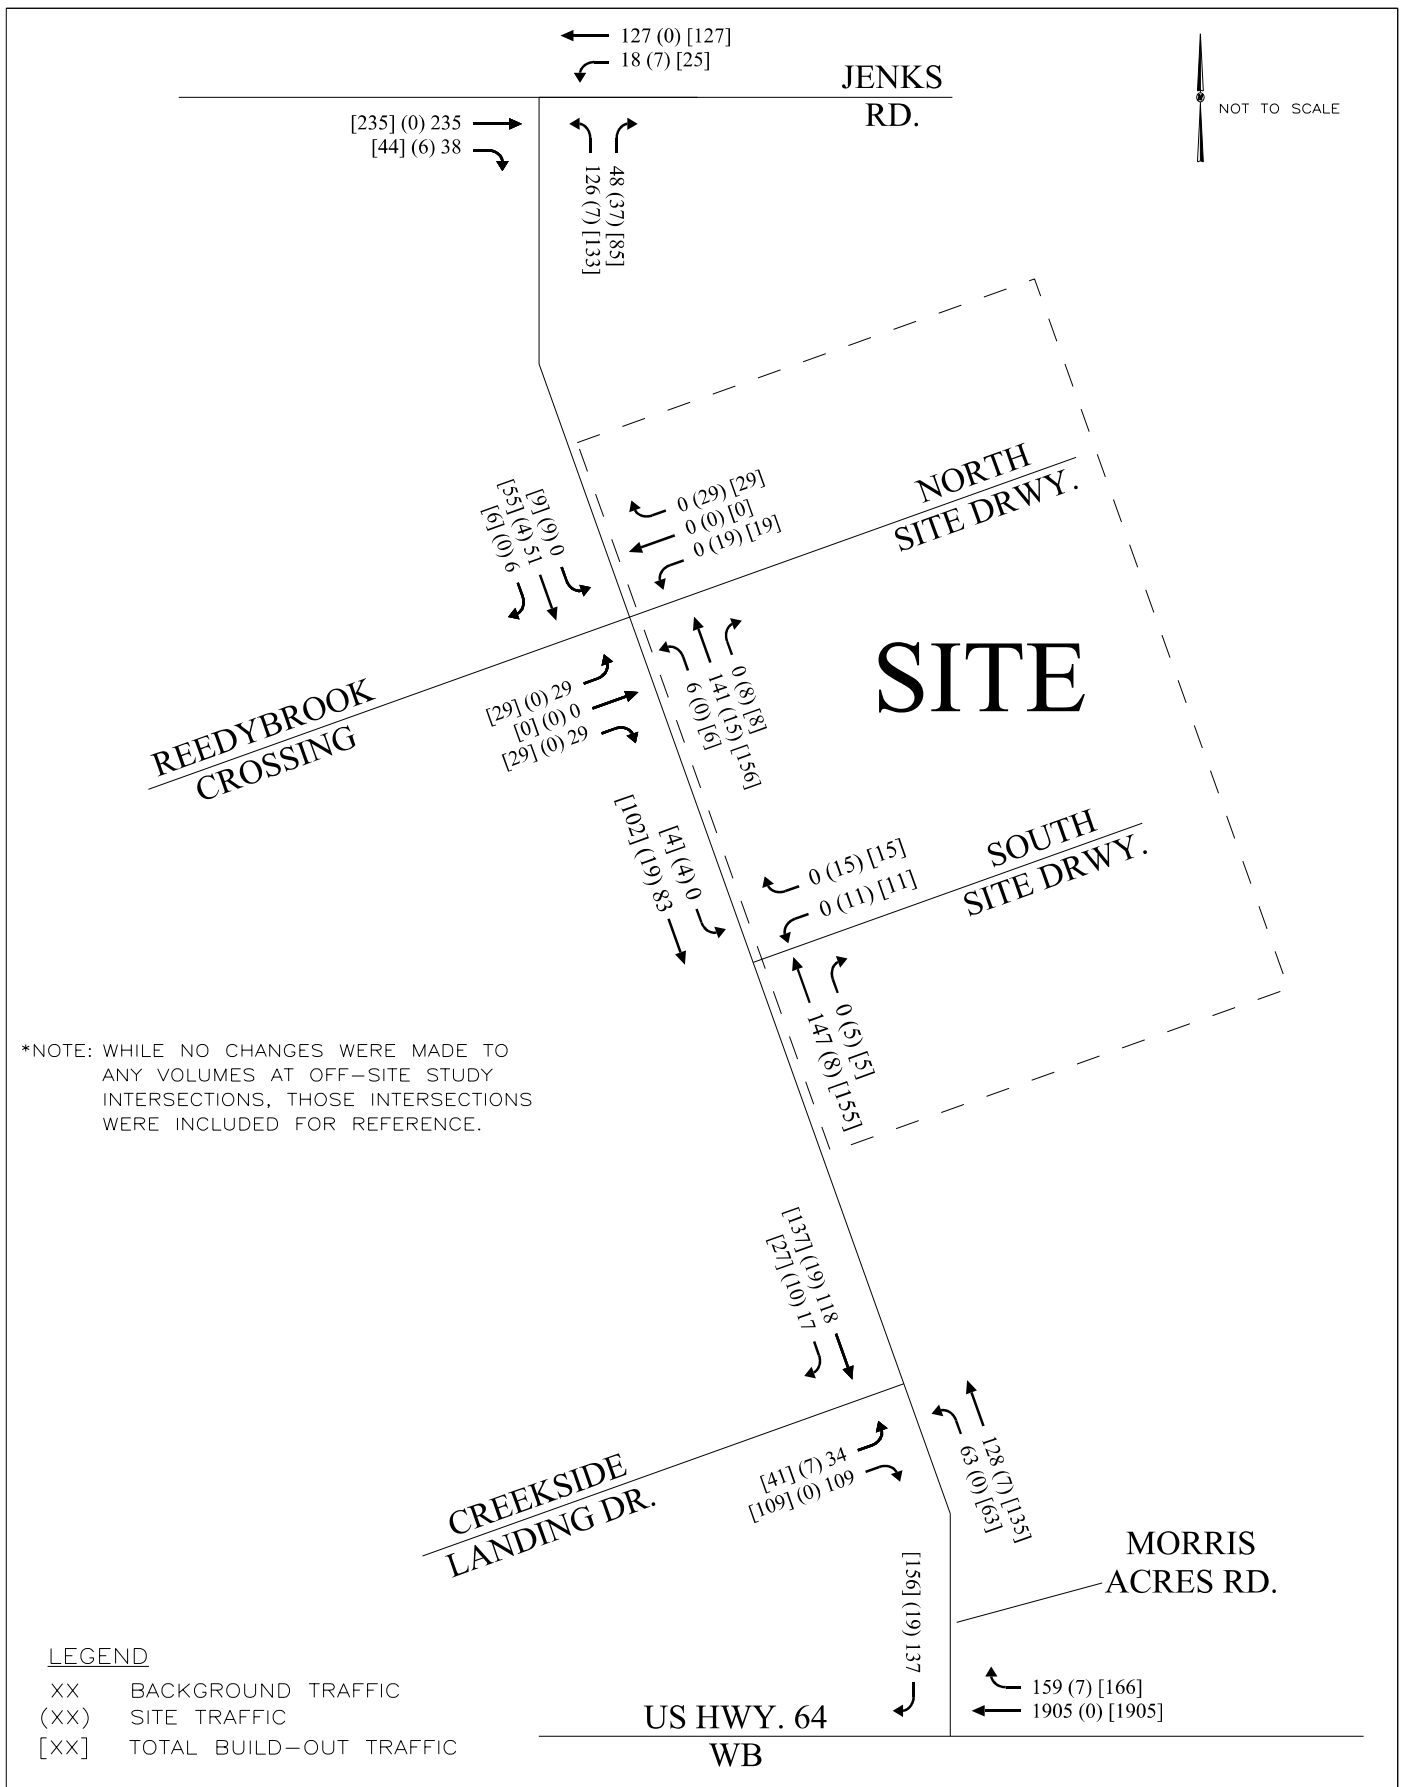 127 (0) [127]
18 (7) [25]
JENKS
RD.
NOT TO SCALE
[235] (0) 235
[44] (6) 38
48 (37) [85]
126 (7) [133]
NORTH
SITE DRWY.
0 (29) [29]
0 (0) [0]
0 (19) [19]
[9] (9) 0
[55] (4) 51
[6] (0) 6
SITE
0 (8) [8]
141 (15) [156]
6 (0) [6]
[29] (0) 29
[0] (0) 0
[29] (0) 29
REEDYBROOK
CROSSING
[4] (4) 0
[102] (19) 83
0 (15) [15]
0 (11) [11]
SOUTH
SITE DRWY.
0 (5) [5]
147 (8) [155]
*NOTE: WHILE NO CHANGES WERE MADE TO
ANY VOLUMES AT OFF-SITE STUDY
INTERSECTIONS, THOSE INTERSECTIONS
WERE INCLUDED FOR REFERENCE.
[137] (19) 118
[27] (10) 17
128 (7) [135]
63 (0) [63]
[41] (7) 34
[109] (0) 109
CREEKSIDE
LANDING DR.
MORRIS
ACRES RD.
[156] (19) 137
159 (7) [166]
1905 (0) [1905]
US HWY. 64
WB
LEGEND
XX BACKGROUND TRAFFIC
(XX) SITE TRAFFIC
[XX] TOTAL BUILD-OUT TRAFFIC